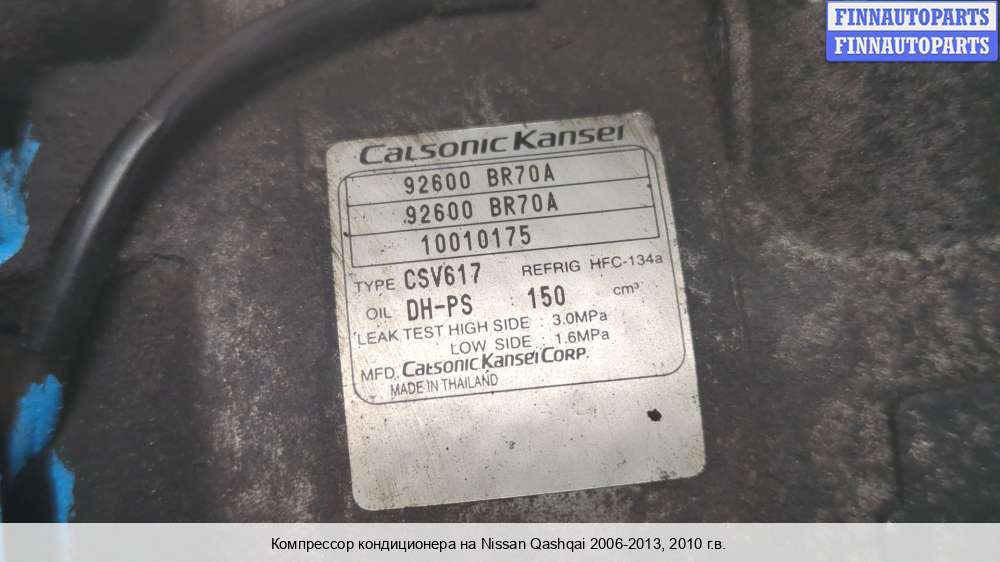 FINNAUTOPARTS
FINNAUTOPARTS
CALSONIC KANSEI
92600 BR70A
92600 BR70A
10010175
TYPE CSV617 REFRIG HFC-134a
OIL DH-PS : 150 cm³
LEAK TEST HIGH SIDE : 3.0MPa
LOW SIDE : 1.6MPa
MFD. CALSONIC KANSEI CORP.
MADE IN THAILAND
Компрессор кондиционера на Nissan Qashqai 2006-2013, 2010 г.в.